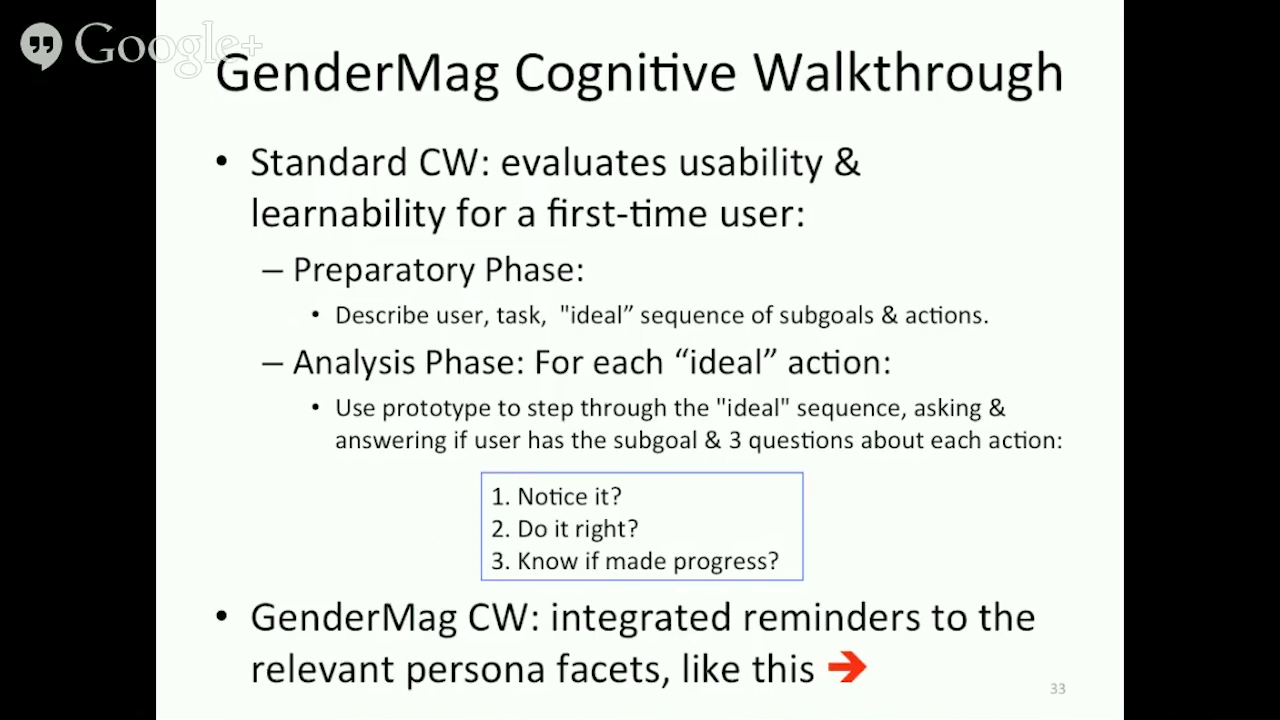 Google+
GenderMag Cognitive Walkthrough
• Standard CW: evaluates usability &
learnability for a first-time user:
– Preparatory Phase:
• Describe user, task,  "ideal” sequence of subgoals & actions.
– Analysis Phase: For each “ideal” action:
• Use prototype to step through the "ideal" sequence, asking &
answering if user has the subgoal & 3 questions about each action:
1. Notice it?
2. Do it right?
3. Know if made progress?
• GenderMag CW: integrated reminders to the
relevant persona facets, like this ➔
33